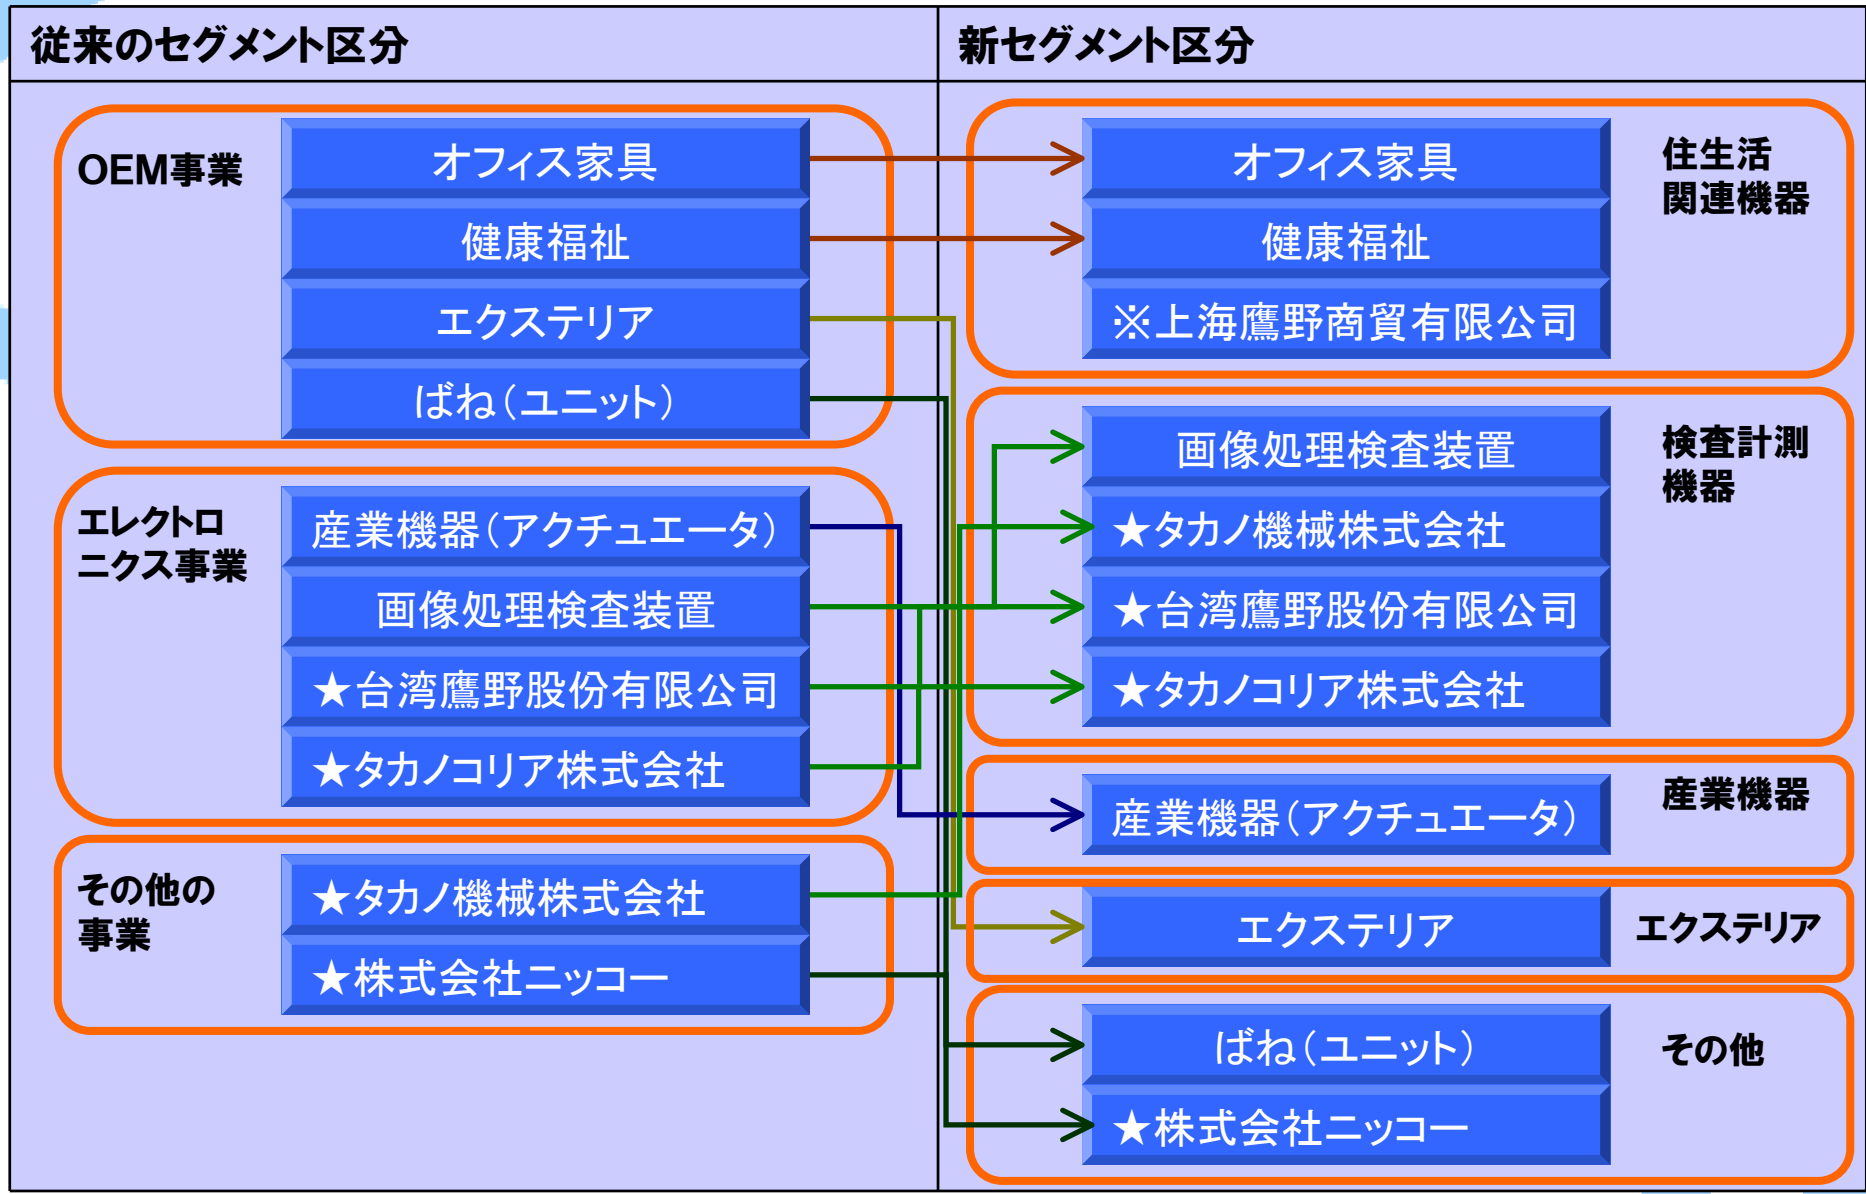 従来のセグメント区分
OEM事業
オフィス家具
健康福祉
エクステリア
ばね（ユニット）
エレクトロ
ニクス事業
産業機器（アクチュエータ）
画像処理検査装置
★台湾鷹野股份有限公司
★タカノコリア株式会社
その他の
事業
★タカノ機械株式会社
★株式会社ニッコー
新セグメント区分
オフィス家具
健康福祉
※上海鷹野商貿有限公司
住生活
関連機器
画像処理検査装置
★タカノ機械株式会社
★台湾鷹野股份有限公司
★タカノコリア株式会社
検査計測
機器
産業機器（アクチュエータ）
産業機器
エクステリア
エクステリア
ばね（ユニット）
★株式会社ニッコー
その他